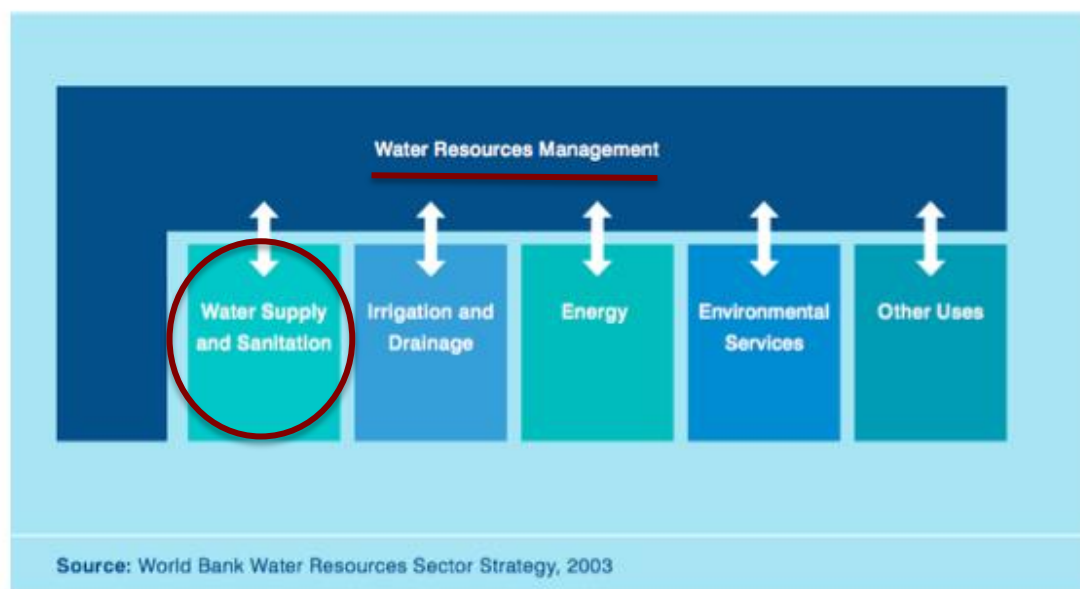 Water Resources Management
Water Supply
and Sanitation
Irrigation and
Drainage
Energy
Environmental
Services
Other Uses
Source: World Bank Water Resources Sector Strategy, 2003